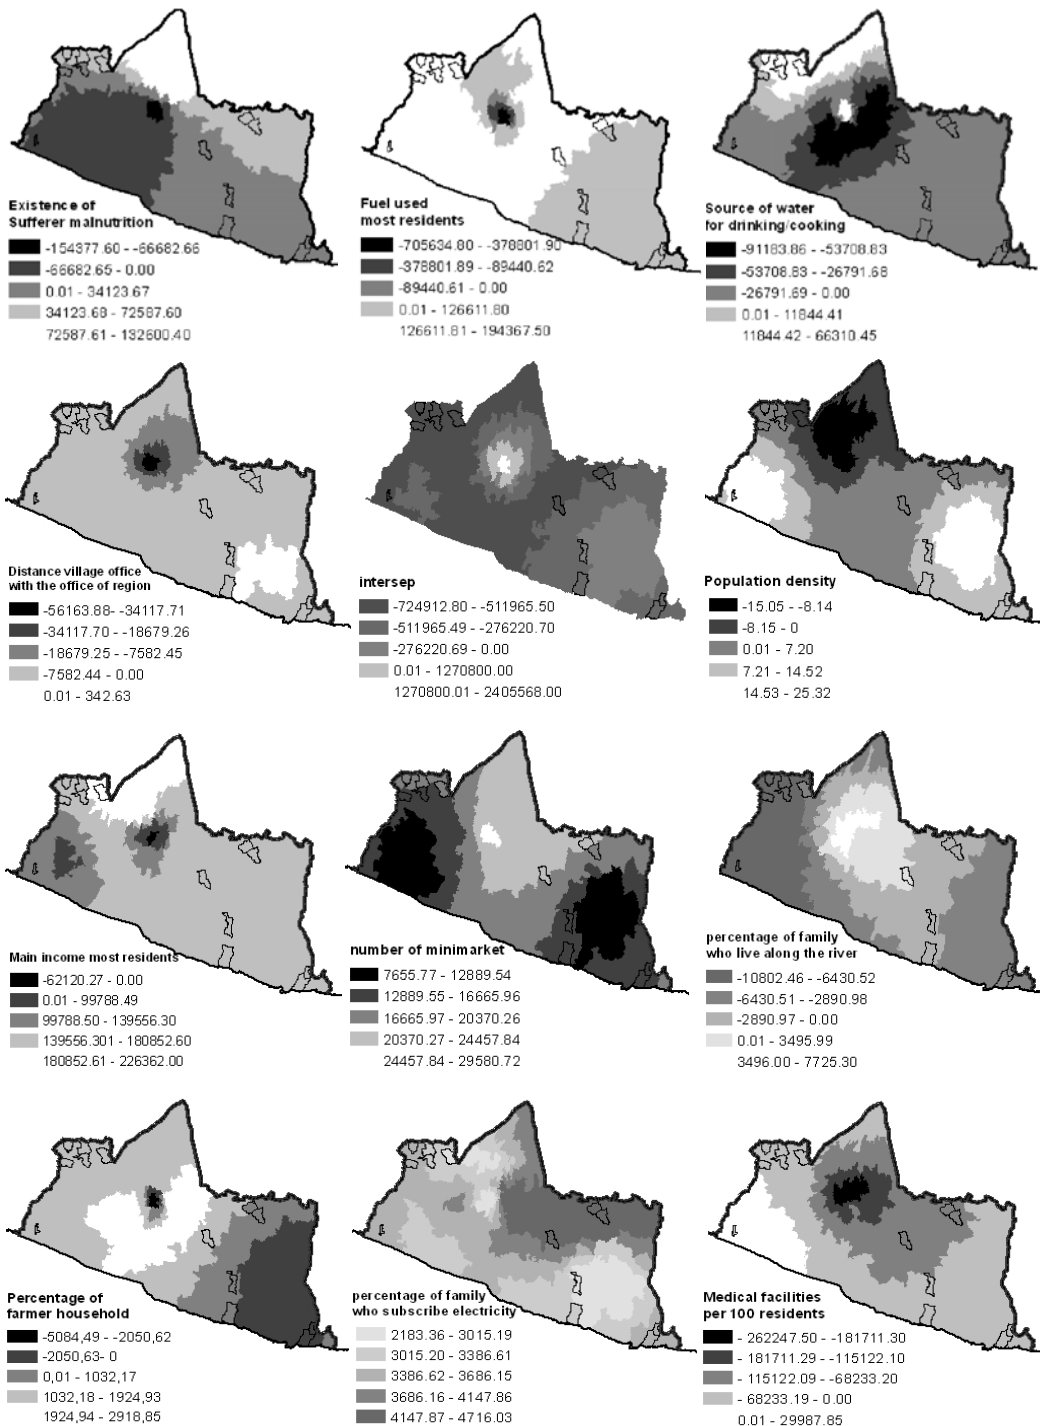 Existence of
Sufferer malnutrition
-154377.60 - -66682.66
-66682.65 - 0.00
0.01 - 34123.67
34123.68 - 72587.60
72587.61 - 132600.40
Fuel used
most residents
-705634.80 - -378801.90
-378801.89 - -89440.62
-89440.61 - 0.00
0.01 - 126611.80
126611.81 - 194367.50
Source of water
for drinking/cooking
-91183.86 - -53708.83
-53708.83 - -26791.68
-26791.69 - 0.00
0.01 - 11844.41
11844.42 - 66310.45
Distance village office
with the office of region
-56163.88- -34117.71
-34117.70 - -18679.26
-18679.25 - -7582.45
-7582.44 - 0.00
0.01 - 342.63
intersep
-724912.80 - -511965.50
-511965.49 - -276220.70
-276220.69 - 0.00
0.01 - 1270800.00
1270800.01 - 2405568.00
Population density
-15.05 - -8.14
-8.15 - 0
0.01 - 7.20
7.21 - 14.52
14.53 - 25.32
Main income most residents
-62120.27 - 0.00
0.01 - 99788.49
99788.50 - 139556.30
139556.301 - 180852.60
180852.61 - 226362.00
number of minimarket
7655.77 - 12889.54
12889.55 - 16665.96
16665.97 - 20370.26
20370.27 - 24457.84
24457.84 - 29580.72
percentage of family
who live along the river
-10802.46 - -6430.52
-6430.51 - -2890.98
-2890.97 - 0.00
0.01 - 3495.99
3496.00 - 7725.30
Percentage of
farmer household
-5084,49 - -2050,62
-2050,63- 0
0,01 - 1032,17
1032,18 - 1924,93
1924,94 - 2918,85
percentage of family
who subscribe electricity
2183.36 - 3015.19
3015.20 - 3386.61
3386.62 - 3686.15
3686.16 - 4147.86
4147.87 - 4716.03
Medical facilities
per 100 residents
- 262247.50 - -181711.30
- 181711.29 - -115122.10
- 115122.09 - -68233.20
- 68233.19 - 0.00
0.01 - 29987.85